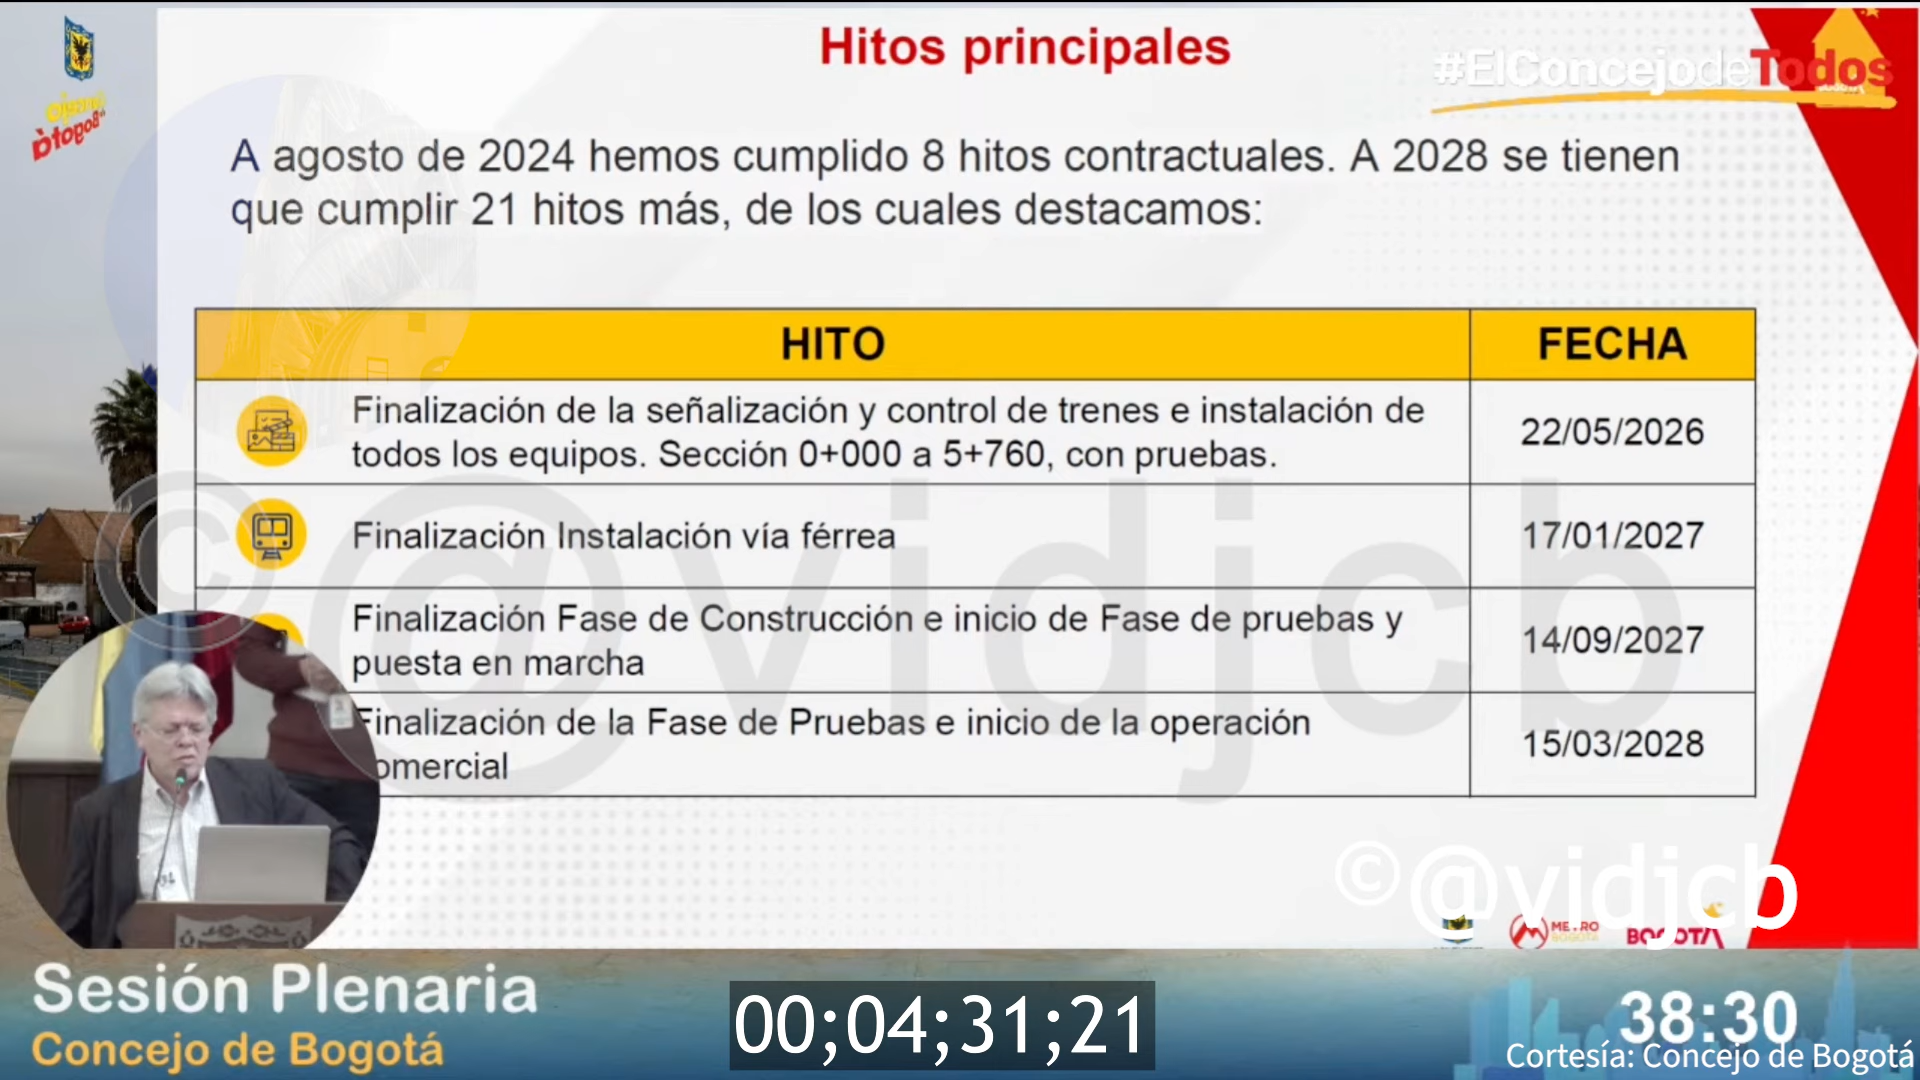 Hitos principales
#ElConcejodeTodos
A agosto de 2024 hemos cumplido 8 hitos contractuales. A 2028 se tienen
que cumplir 21 hitos más, de los cuales destacamos:
HITO
FECHA
Finalización de la señalización y control de trenes e instalación de
todos los equipos. Sección 0+000 a 5+760, con pruebas.
22/05/2026
Finalización Instalación vía férrea
17/01/2027
Finalización Fase de Construcción e inicio de Fase de pruebas y
puesta en marcha
14/09/2027
Finalización de la Fase de Pruebas e inicio de la operación
omercial
15/03/2028
©@vidjcb
©@vidjcb
METRO
BOGOTÁ
BOGOTÁ
Sesión Plenaria
Concejo de Bogotá
00;04;31;21
38:30
Cortesía: Concejo de Bogotá